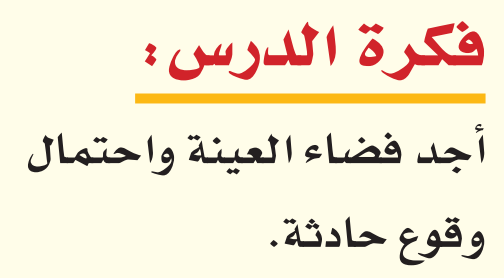 فكرة الدرس:
أجد فضاء العينة واحتمال
وقوع حادثة.